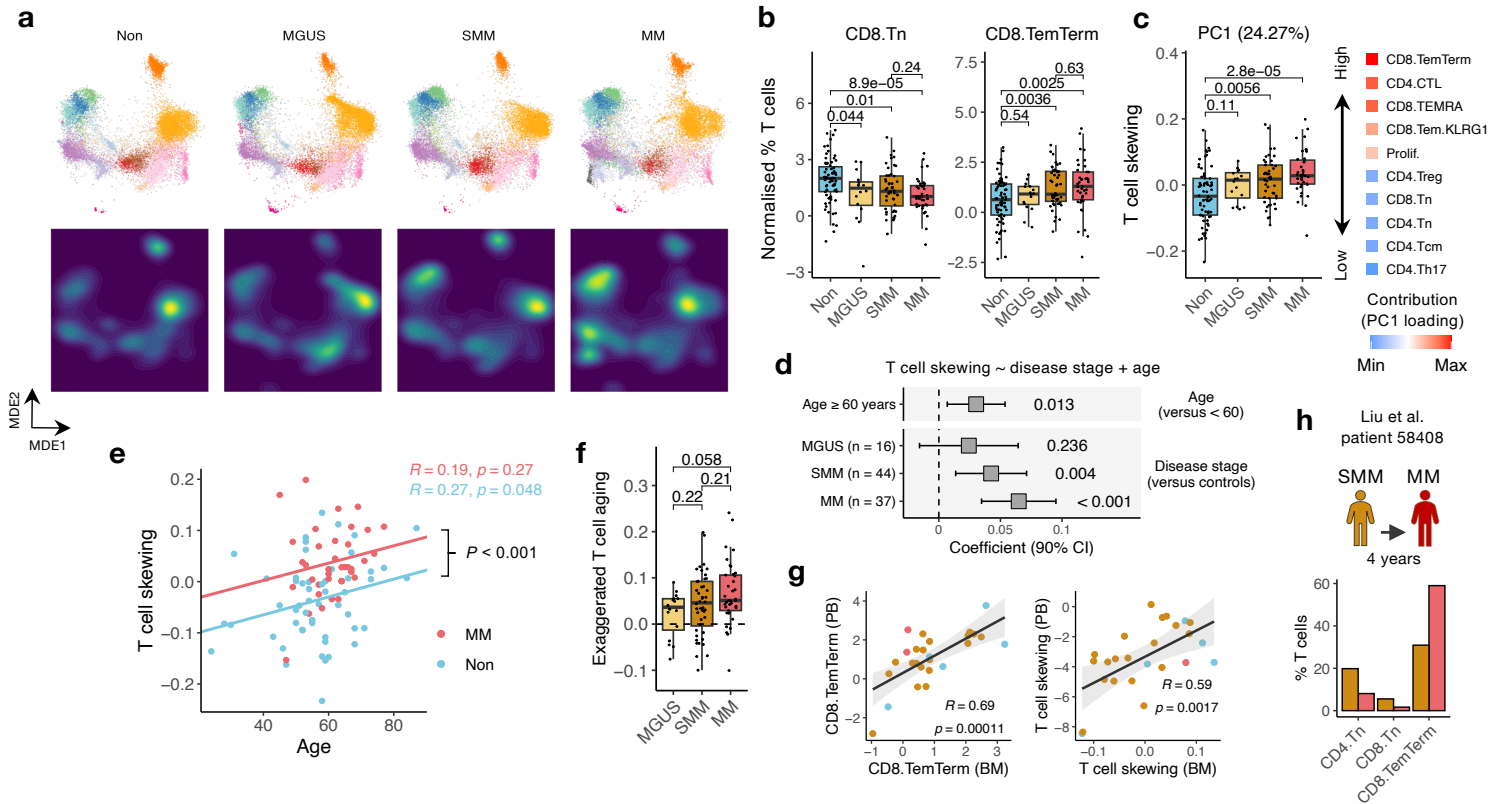 a
Non
MGUS
SMM
MM
MDE2
MDE1
b
CD8.Tn
CD8.TemTerm
Normalised % T cells
6
3
0
−3
0.24
8.9e−05
0.01
0.044
7.5
5.0
2.5
0.0
−2.5
0.63
0.0025
0.0036
0.54
Non
MGUS
SMM
MM
Non
MGUS
SMM
MM
c
PC1 (24.27%)
T cell skewing
0.4
0.2
0.0
−0.2
2.8e−05
0.0056
0.11
Non
MGUS
SMM
MM
High
Low
CD8.TemTerm
CD4.CTL
CD8.TEMRA
CD8.Tem.KLRG1
Prolif.
CD4.Treg
CD8.Tn
CD4.Tn
CD4.Tcm
CD4.Th17
Contribution
(PC1 loading)
Min
Max
d
T cell skewing ~ disease stage + age
Age ≥ 60 years
0.013
Age
(versus < 60)
MGUS (n = 16)
0.236
SMM (n = 44)
0.004
MM (n = 37)
< 0.001
Disease stage
(versus controls)
0
0.05
0.1
Coefficient (90% CI)
e
R = 0.19, p = 0.27
R = 0.27, p = 0.048
P < 0.001
T cell skewing
0.2
0.1
0.0
−0.1
−0.2
MM
Non
40
60
80
Age
f
Exaggerated T cell aging
0.3
0.2
0.1
0.0
−0.1
0.058
0.21
0.22
MGUS
SMM
MM
g
CD8.TemTerm (PB)
4
2
0
−2
R = 0.69
p = 0.00011
−1
0
1
2
3
CD8.TemTerm (BM)
T cell skewing (PB)
0
−2
−4
−6
−8
R = 0.59
p = 0.0017
−0.1
0.0
0.1
T cell skewing (BM)
h
Liu et al.
patient 58408
SMM
MM
4 years
% T cells
60
40
20
0
CD4.Tn
CD8.Tn
CD8.TemTerm